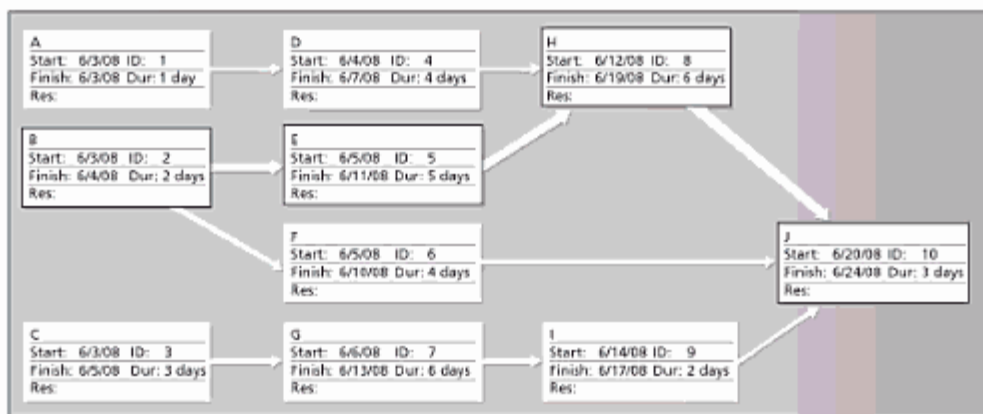 A
Start: 6/3/08 ID: 1
Finish: 6/3/08 Dur: 1 day
Res:
D
Start: 6/4/08 ID: 4
Finish: 6/7/08 Dur: 4 days
Res:
H
Start: 6/12/08 ID: 8
Finish: 6/19/08 Dur: 6 days
Res:
B
Start: 6/3/08 ID: 2
Finish: 6/4/08 Dur: 2 days
Res:
E
Start: 6/5/08 ID: 5
Finish: 6/11/08 Dur: 5 days
Res:
F
Start: 6/5/08 ID: 6
Finish: 6/10/08 Dur: 4 days
Res:
J
Start: 6/20/08 ID: 10
Finish: 6/24/08 Dur: 3 days
Res:
C
Start: 6/3/08 ID: 3
Finish: 6/5/08 Dur: 3 days
Res:
G
Start: 6/6/08 ID: 7
Finish: 6/13/08 Dur: 6 days
Res:
I
Start: 6/14/08 ID: 9
Finish: 6/17/08 Dur: 2 days
Res: